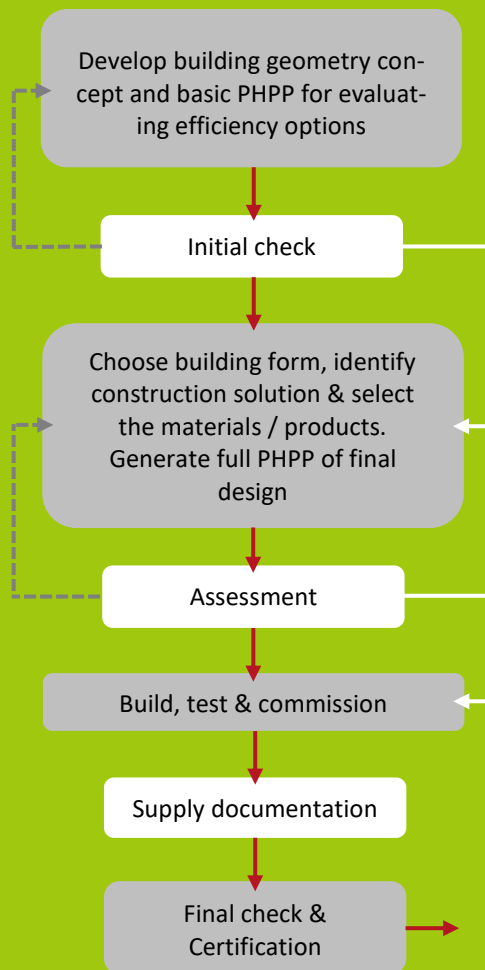 Develop building geometry con-
cept and basic PHPP for evaluat-
ing efficiency options
Initial check
Choose building form, identify
construction solution & select
the materials / products.
Generate full PHPP of final
design
Assessment
Build, test & commission
Supply documentation
Final check &
Certification